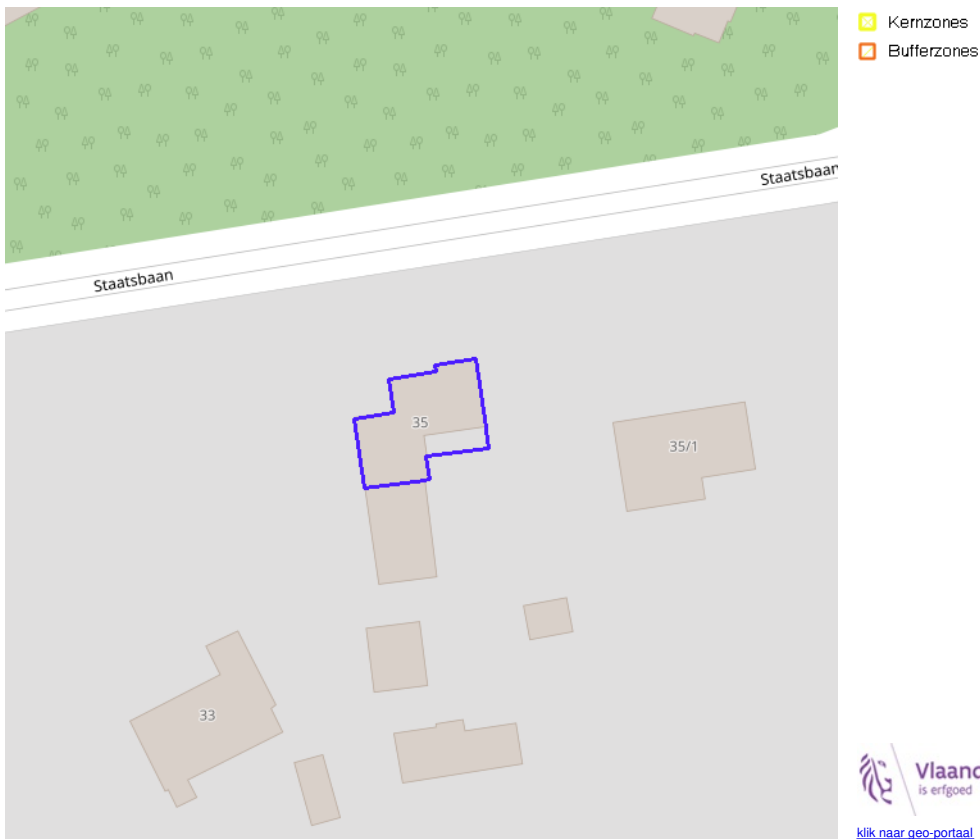 Kernzones
Bufferzones
Staatsbaan
Staatsbaan
35
35/1
33
Vlaand
is erfgoed
klik naar geo-portaal